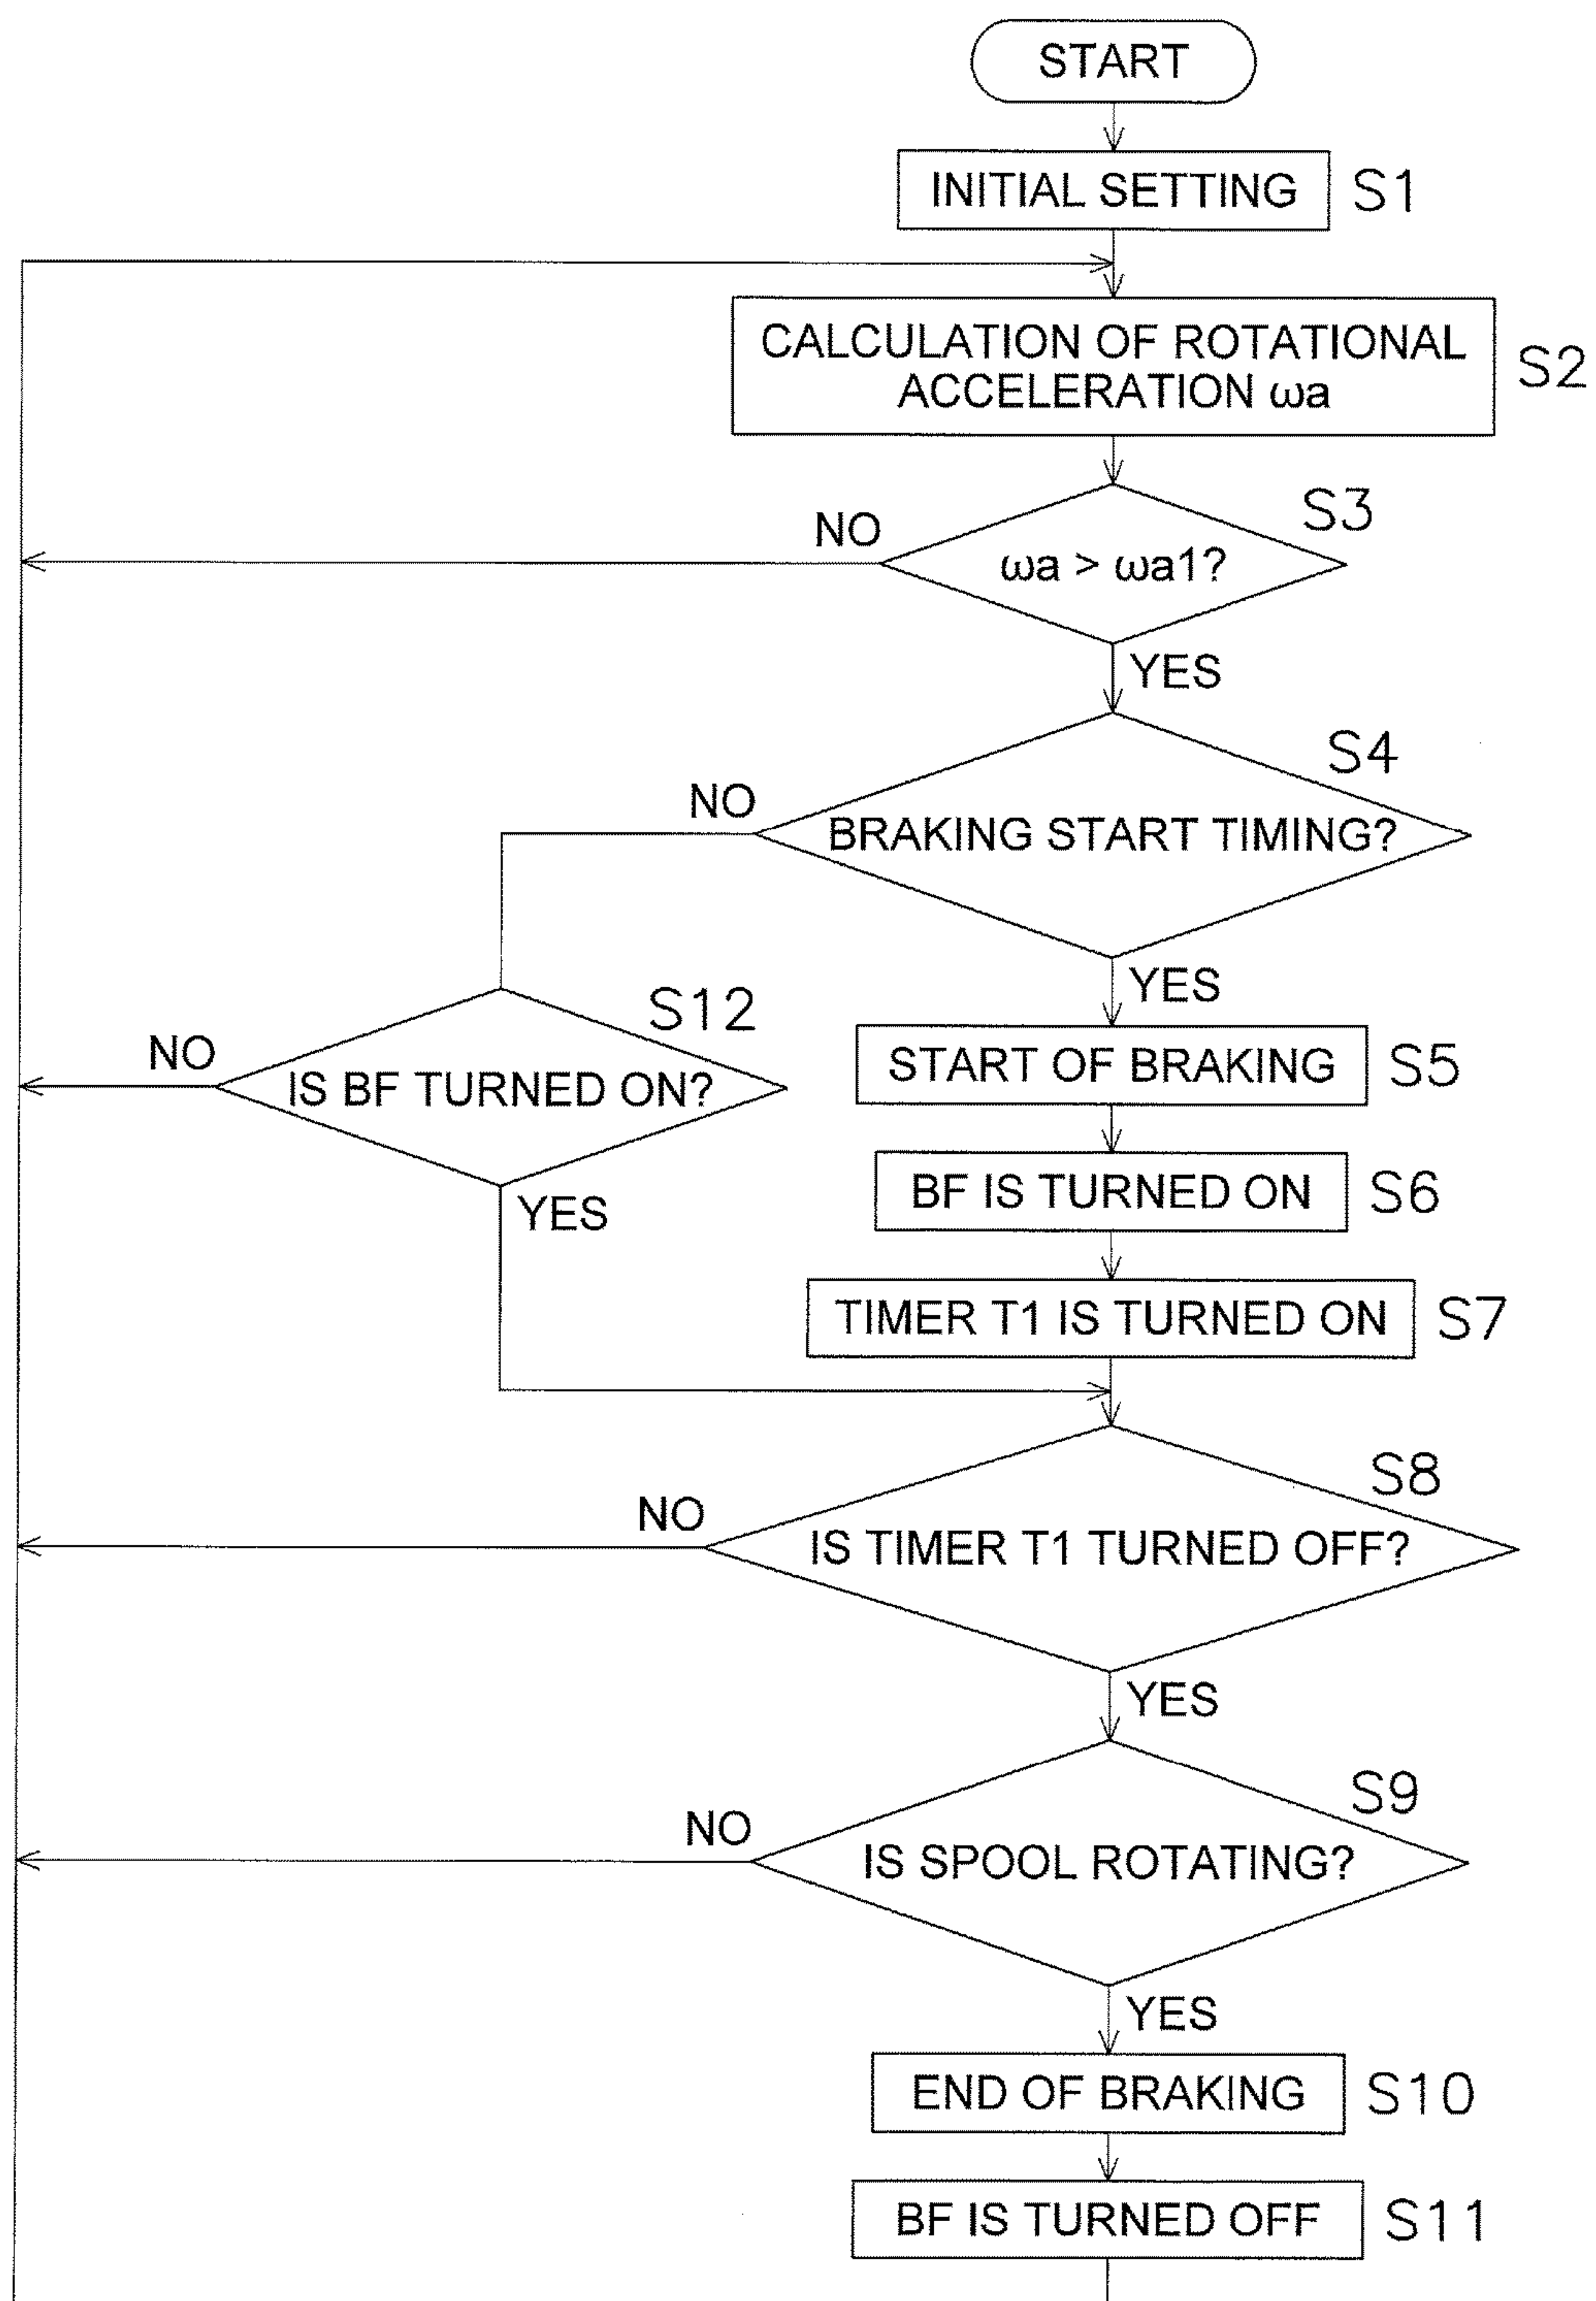 START
INITIAL SETTING
S1
CALCULATION OF ROTATIONAL
ACCELERATION ωa
S2
S3
NO
ωa > ωa1?
YES
S4
NO
BRAKING START TIMING?
YES
S12
NO
IS BF TURNED ON?
YES
START OF BRAKING
S5
BF IS TURNED ON
S6
TIMER T1 IS TURNED ON
S7
S8
NO
IS TIMER T1 TURNED OFF?
YES
S9
NO
IS SPOOL ROTATING?
YES
END OF BRAKING
S10
BF IS TURNED OFF
S11